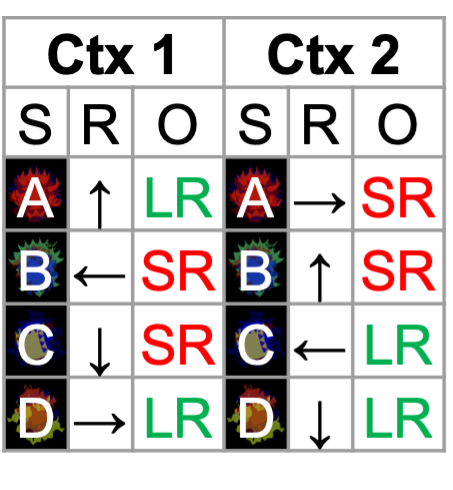 Ctx 1 Ctx 2
S R O S R O
A ↑ LR A → SR
B ← SR B ↑ SR
C ↓ SR C ← LR
D → LR D ↓ LR